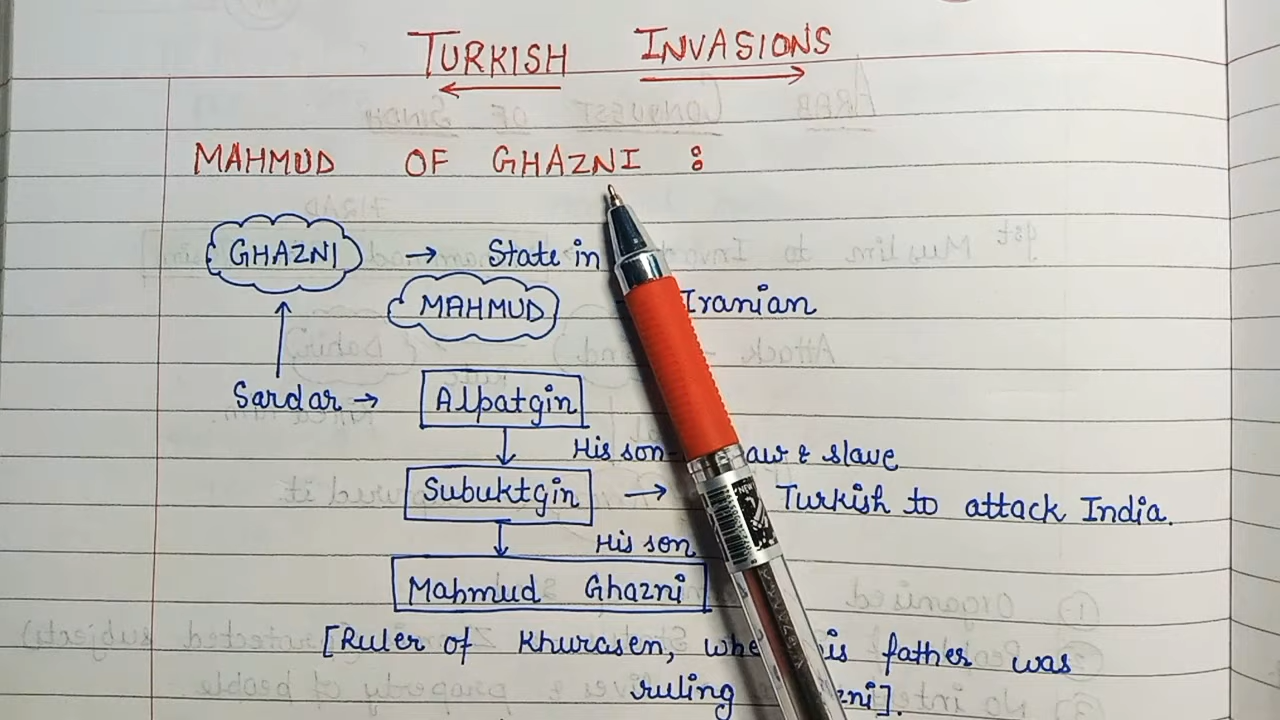 TURKISH INVASIONS
MAHMUD OF GHAZNI :
GHAZNI → State in
MAHMUD Iranian
Sardar → Alpatgin
His son- & slave
Subuktgin → Turkish to attack India.
His son
Mahmud Ghazni
[Ruler of Khurasen, father was
ruling